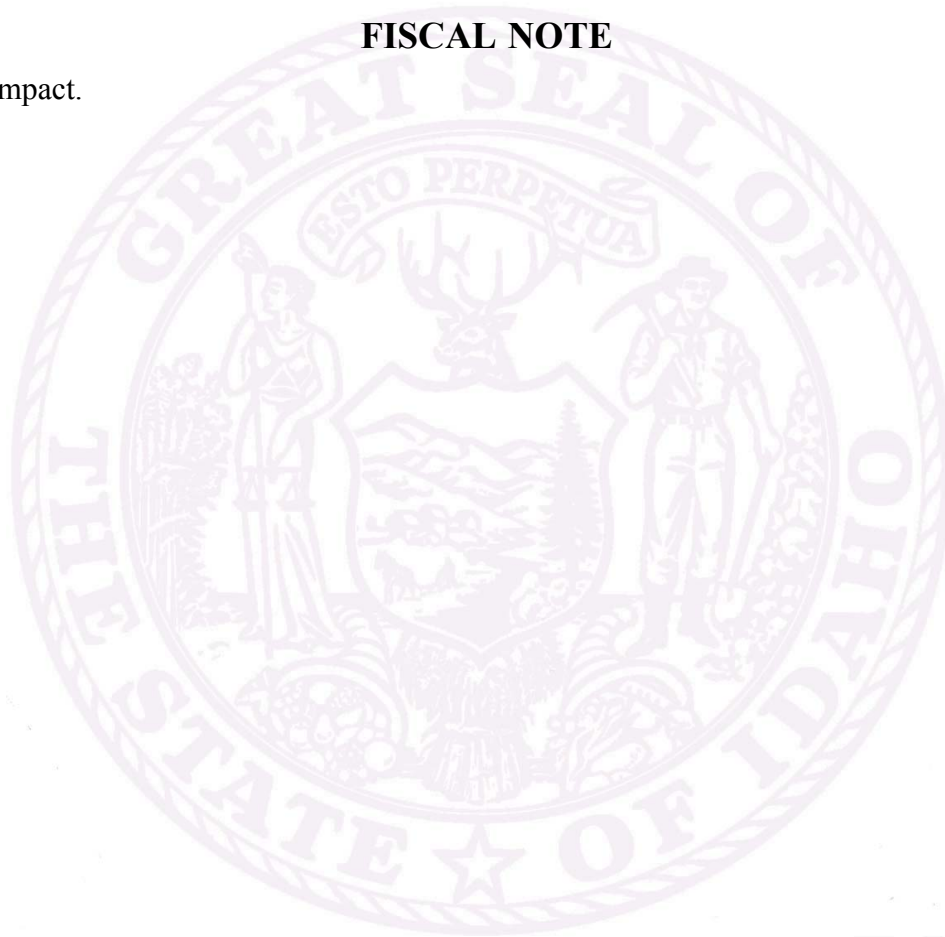 FISCAL NOTE
mpact.
GREAT SEAL OF
ESTO PERPETUA
THE STATE OF IDAHO